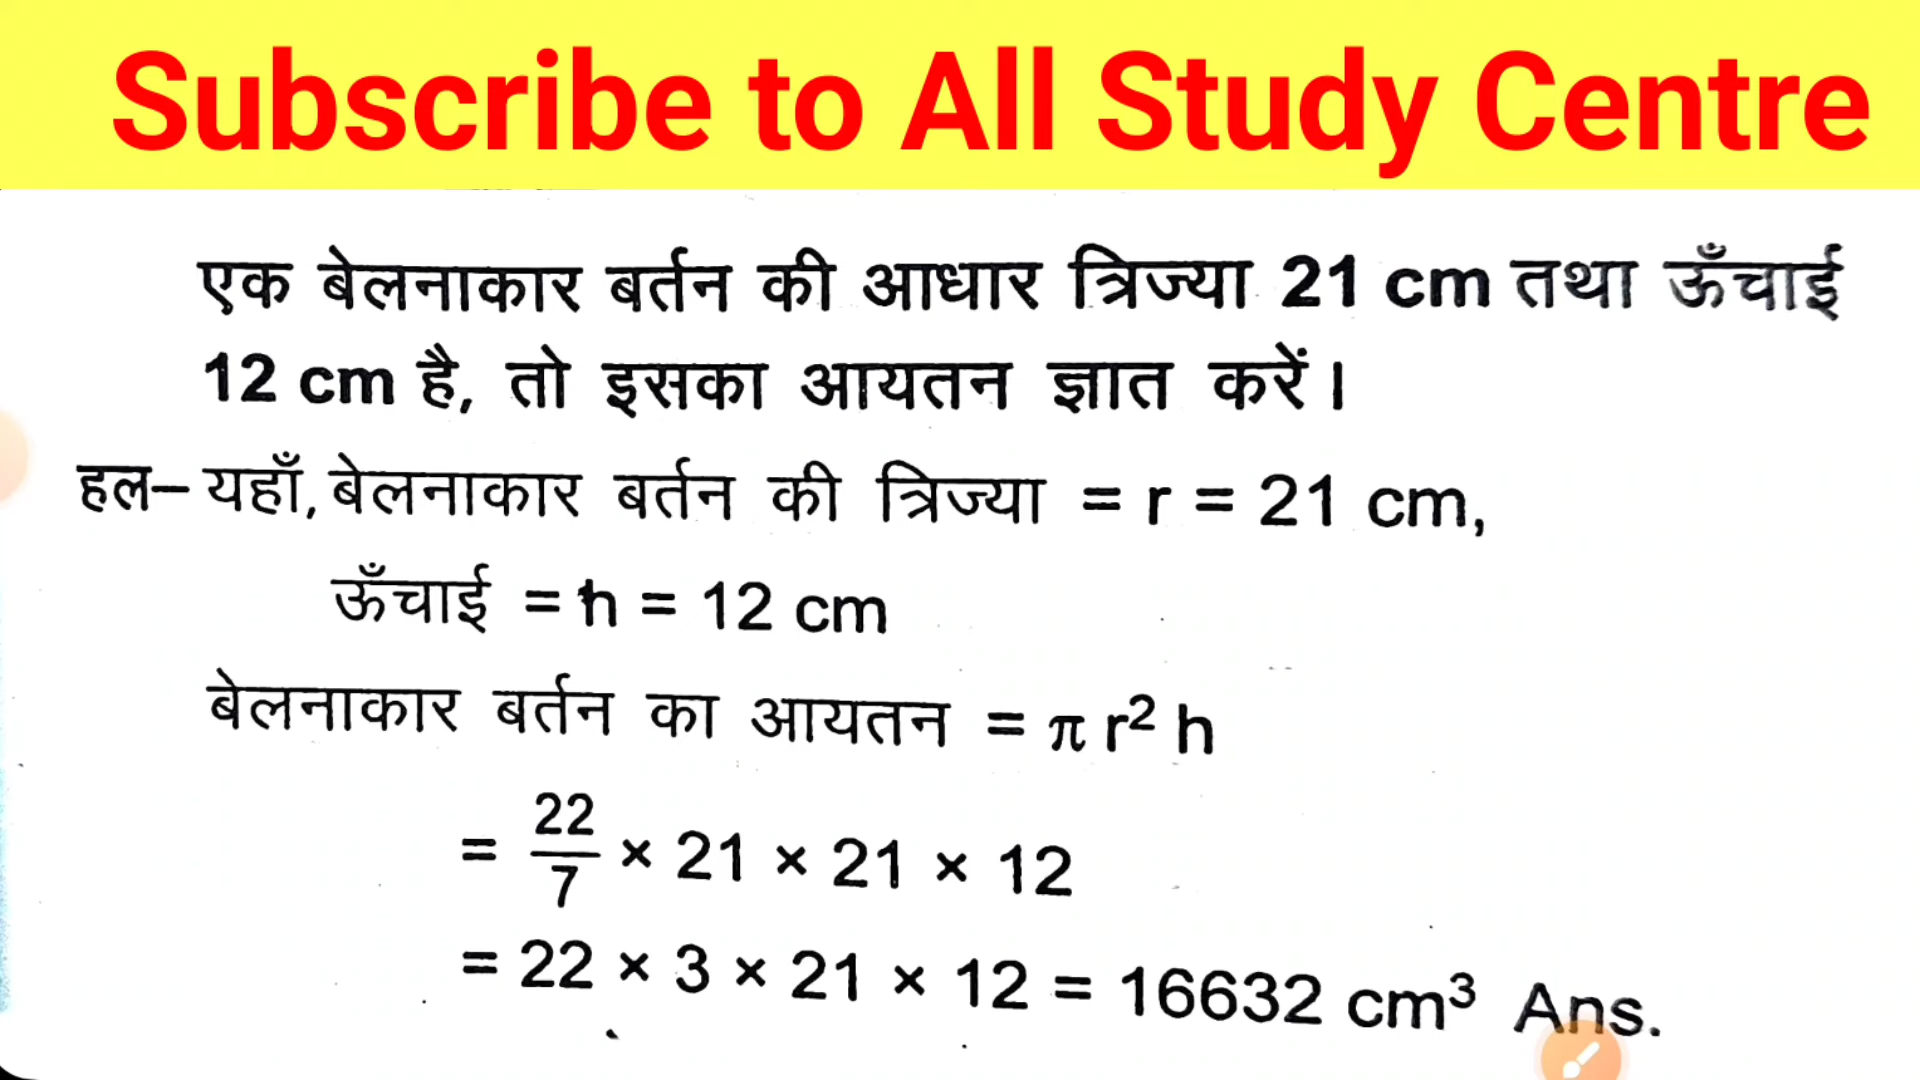 Subscribe to All Study Centre
एक बेलनाकार बर्तन की आधार त्रिज्या 21 cm तथा ऊँचाई
12 cm है, तो इसका आयतन ज्ञात करें।
हल– यहाँ, बेलनाकार बर्तन की त्रिज्या = r = 21 cm,
ऊँचाई = h = 12 cm
बेलनाकार बर्तन का आयतन = π r² h
= 22/7 × 21 × 21 × 12
= 22 × 3 × 21 × 12 = 16632 cm³ Ans.